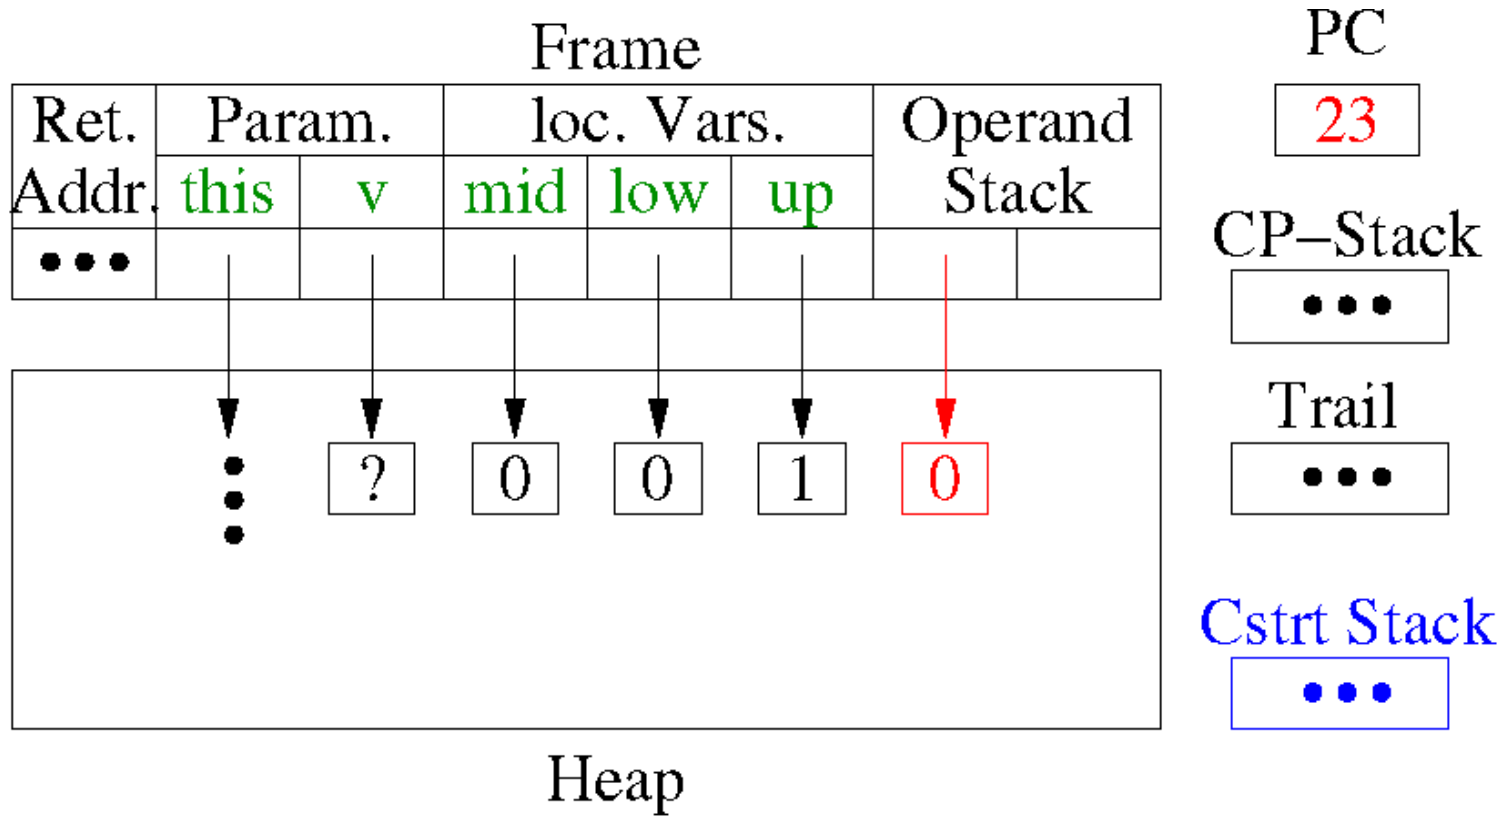 Frame
PC
Ret. Addr.
Param.
loc. Vars.
Operand Stack
23
this
v
mid
low
up
CP–Stack
Trail
?
0
0
1
0
Cstrt Stack
Heap